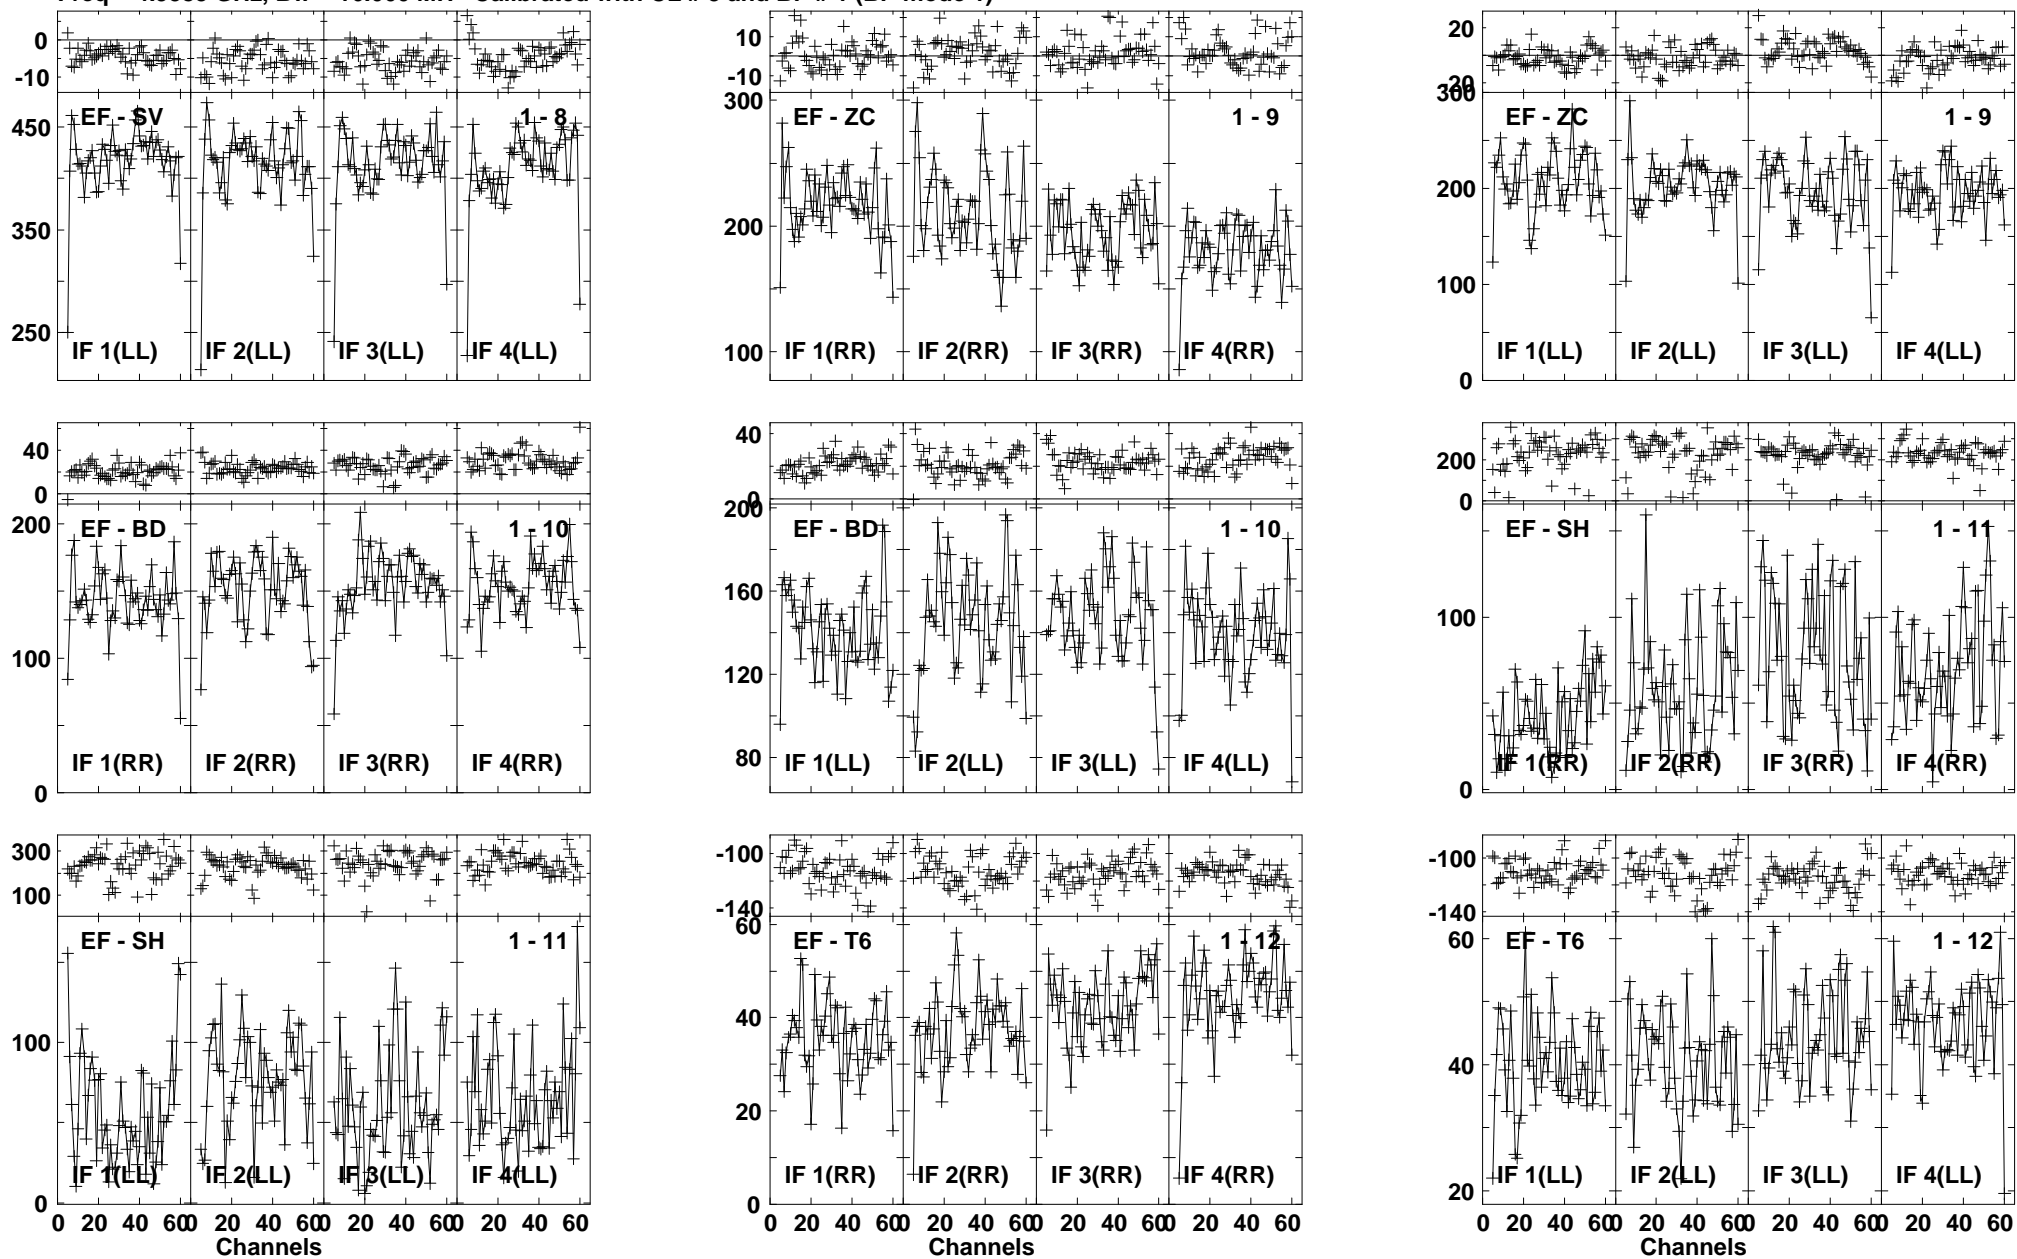 Calibrated with and
0
-10
450
350
250
EF - SV
1 - 8
IF 1(LL)
IF 2(LL)
IF 3(LL)
IF 4(LL)
10
-10
300
200
100
EF - ZC
1 - 9
IF 1(RR)
IF 2(RR)
IF 3(RR)
IF 4(RR)
20
20
300
200
100
0
EF - ZC
1 - 9
IF 1(LL)
IF 2(LL)
IF 3(LL)
IF 4(LL)
40
20
0
200
100
0
EF - BD
1 - 10
IF 1(RR)
IF 2(RR)
IF 3(RR)
IF 4(RR)
40
0
200
160
120
80
EF - BD
1 - 10
IF 1(LL)
IF 2(LL)
IF 3(LL)
IF 4(LL)
200
0
100
0
EF - SH
1 - 11
IF 1(RR)
IF 2(RR)
IF 3(RR)
IF 4(RR)
300
100
100
0
EF - SH
1 - 11
IF 1(LL)
IF 2(LL)
IF 3(LL)
IF 4(LL)
0 20 40 60 0 20 40 60 0 20 40 60 0 20 40 60
Channels
-100
-140
60
40
20
0
EF - T6
1 - 12
IF 1(RR)
IF 2(RR)
IF 3(RR)
IF 4(RR)
0 20 40 60 0 20 40 60 0 20 40 60 0 20 40 60
Channels
-100
-140
60
40
20
EF - T6
1 - 12
IF 1(LL)
IF 2(LL)
IF 3(LL)
IF 4(LL)
0 20 40 60 0 20 40 60 0 20 40 60 0 20 40 60
Channels